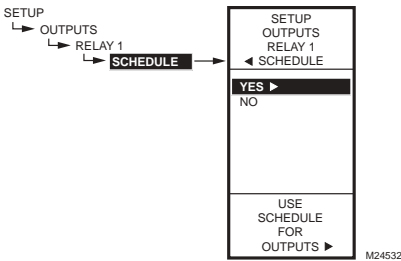 SETUP
OUTPUTS
RELAY 1
SCHEDULE
SETUP
OUTPUTS
RELAY 1
◄ SCHEDULE
YES ►
NO
USE
SCHEDULE
FOR
OUTPUTS ►
M24532